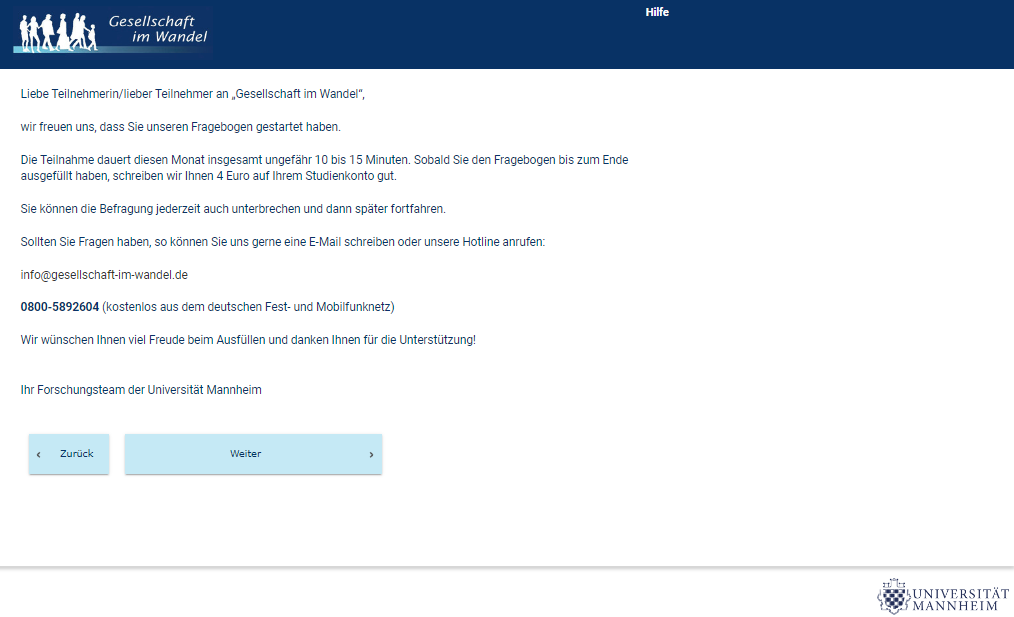 Gesellschaft
im Wandel
Hilfe
Liebe Teilnehmerin/lieber Teilnehmer an „Gesellschaft im Wandel“,
wir freuen uns, dass Sie unseren Fragebogen gestartet haben.
Die Teilnahme dauert diesen Monat insgesamt ungefähr 10 bis 15 Minuten. Sobald Sie den Fragebogen bis zum Ende
ausgefüllt haben, schreiben wir Ihnen 4 Euro auf Ihrem Studienkonto gut.
Sie können die Befragung jederzeit auch unterbrechen und dann später fortfahren.
Sollten Sie Fragen haben, so können Sie uns gerne eine E-Mail schreiben oder unsere Hotline anrufen:
info@gesellschaft-im-wandel.de
0800-5892604 (kostenlos aus dem deutschen Fest- und Mobilfunknetz)
Wir wünschen Ihnen viel Freude beim Ausfüllen und danken Ihnen für die Unterstützung!
Ihr Forschungsteam der Universität Mannheim
‹ Zurück
Weiter ›
UNIVERSITÄT
MANNHEIM